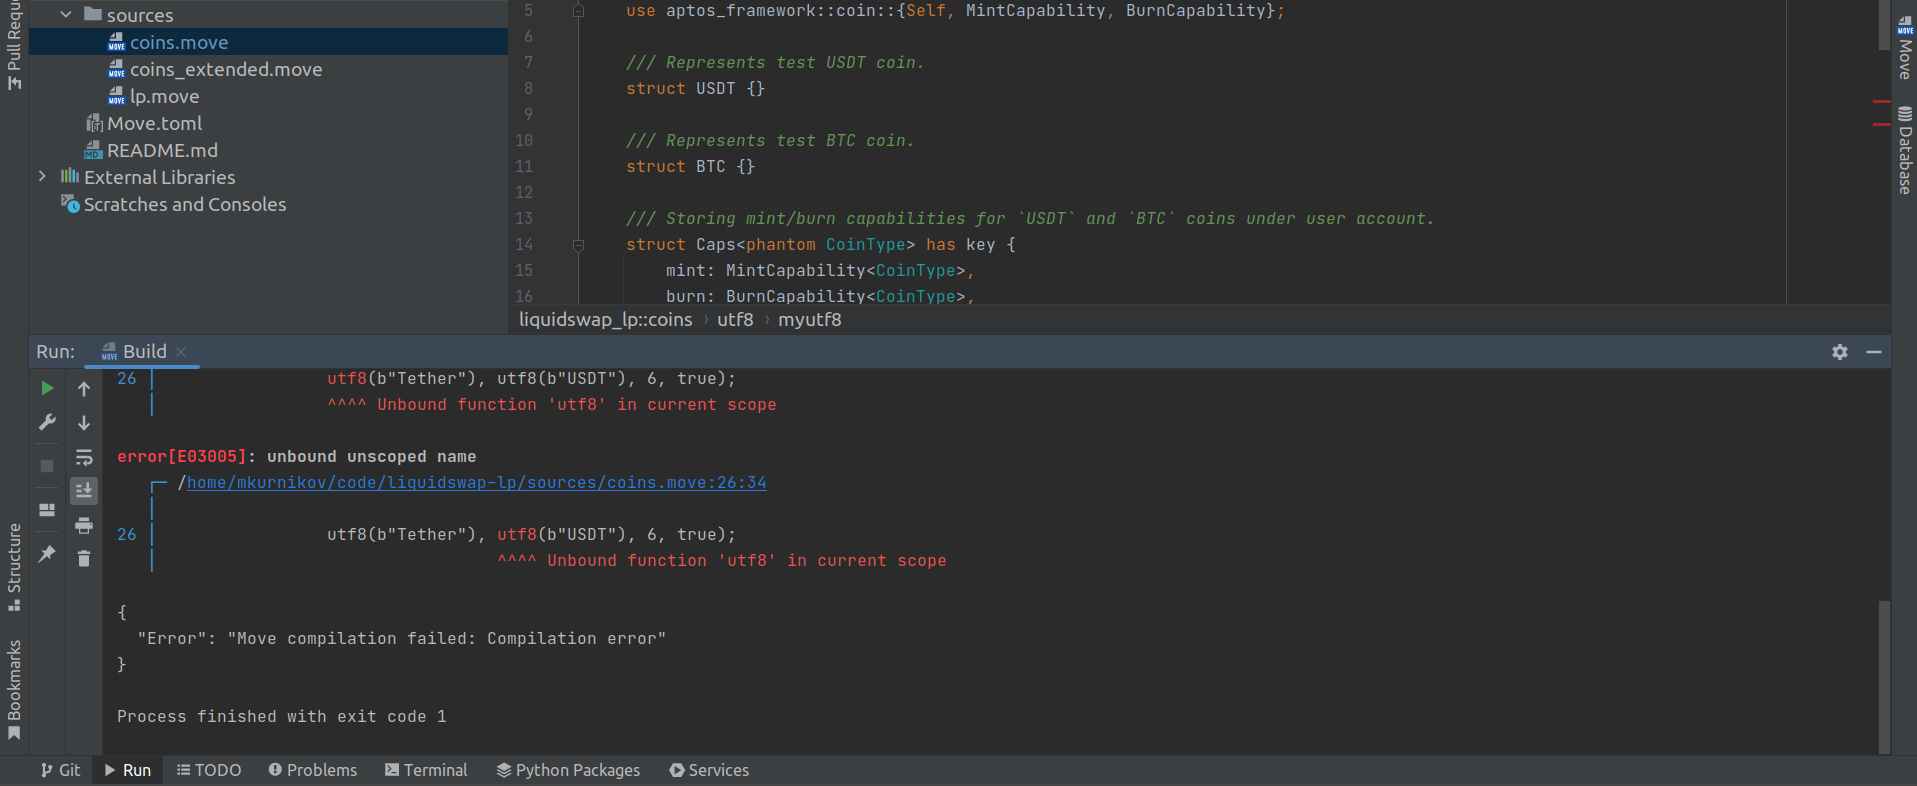 Pull Reque
sources
coins.move
coins_extended.move
lp.move
Move.toml
README.md
External Libraries
Scratches and Consoles
5 use aptos_framework::coin::{Self, MintCapability, BurnCapability};
6
7 /// Represents test USDT coin.
8 struct USDT {}
9
10 /// Represents test BTC coin.
11 struct BTC {}
12
13 /// Storing mint/burn capabilities for `USDT` and `BTC` coins under user account.
14 struct Caps<phantom CoinType> has key {
15 mint: MintCapability<CoinType>,
16 burn: BurnCapability<CoinType>,
liquidswap_lp::coins › utf8 › myutf8
Move
Database
Run: Build
26 │ utf8(b"Tether"), utf8(b"USDT"), 6, true);
│ ^^^^ Unbound function 'utf8' in current scope
error[E03005]: unbound unscoped name
┌─ /home/mkurnikov/code/liquidswap-lp/sources/coins.move:26:34
│
26 │ utf8(b"Tether"), utf8(b"USDT"), 6, true);
│ ^^^^ Unbound function 'utf8' in current scope
{
"Error": "Move compilation failed: Compilation error"
}
Process finished with exit code 1
Structure
Bookmarks
Git Run TODO Problems Terminal Python Packages Services